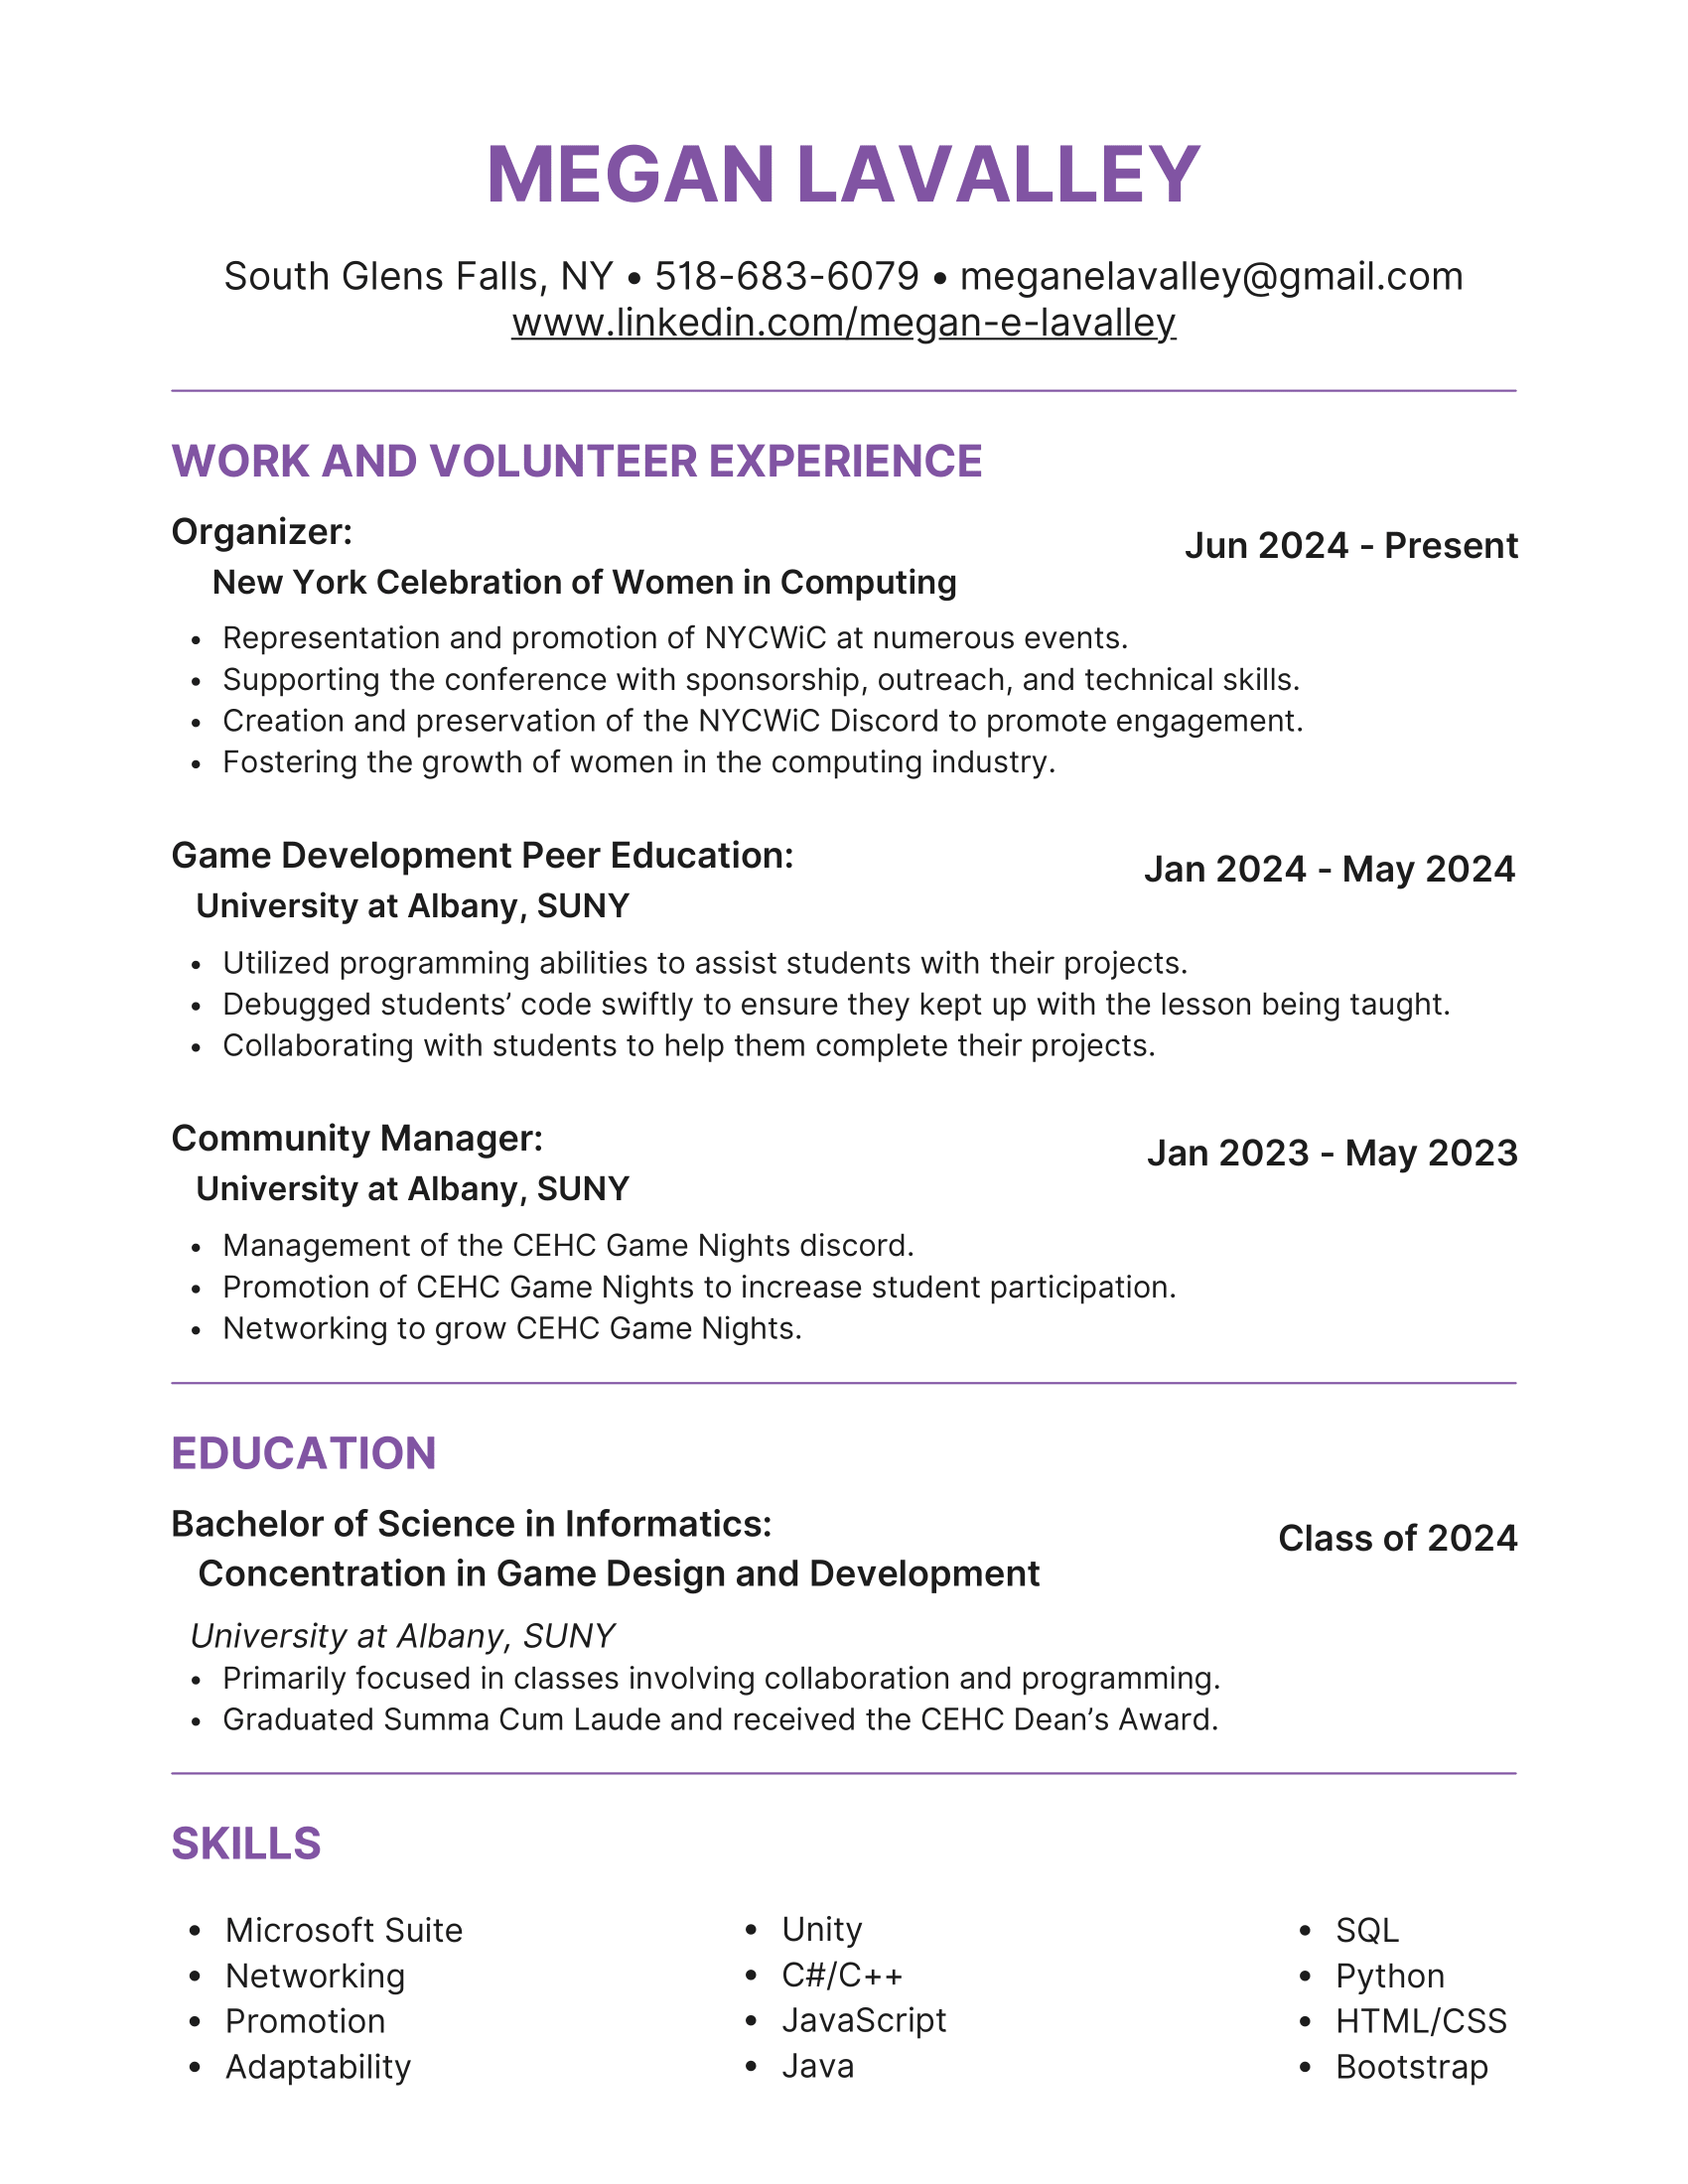 MEGAN LAVALLEY
South Glens Falls, NY • 518-683-6079 • meganelavalley@gmail.com
www.linkedin.com/megan-e-lavalley
WORK AND VOLUNTEER EXPERIENCE
Organizer:
Jun 2024 - Present
New York Celebration of Women in Computing
• Representation and promotion of NYCWiC at numerous events.
• Supporting the conference with sponsorship, outreach, and technical skills.
• Creation and preservation of the NYCWiC Discord to promote engagement.
• Fostering the growth of women in the computing industry.
Game Development Peer Education:
Jan 2024 - May 2024
University at Albany, SUNY
• Utilized programming abilities to assist students with their projects.
• Debugged students’ code swiftly to ensure they kept up with the lesson being taught.
• Collaborating with students to help them complete their projects.
Community Manager:
Jan 2023 - May 2023
University at Albany, SUNY
• Management of the CEHC Game Nights discord.
• Promotion of CEHC Game Nights to increase student participation.
• Networking to grow CEHC Game Nights.
EDUCATION
Bachelor of Science in Informatics:
Class of 2024
Concentration in Game Design and Development
University at Albany, SUNY
• Primarily focused in classes involving collaboration and programming.
• Graduated Summa Cum Laude and received the CEHC Dean’s Award.
SKILLS
• Microsoft Suite
• Networking
• Promotion
• Adaptability
• Unity
• C#/C++
• JavaScript
• Java
• SQL
• Python
• HTML/CSS
• Bootstrap